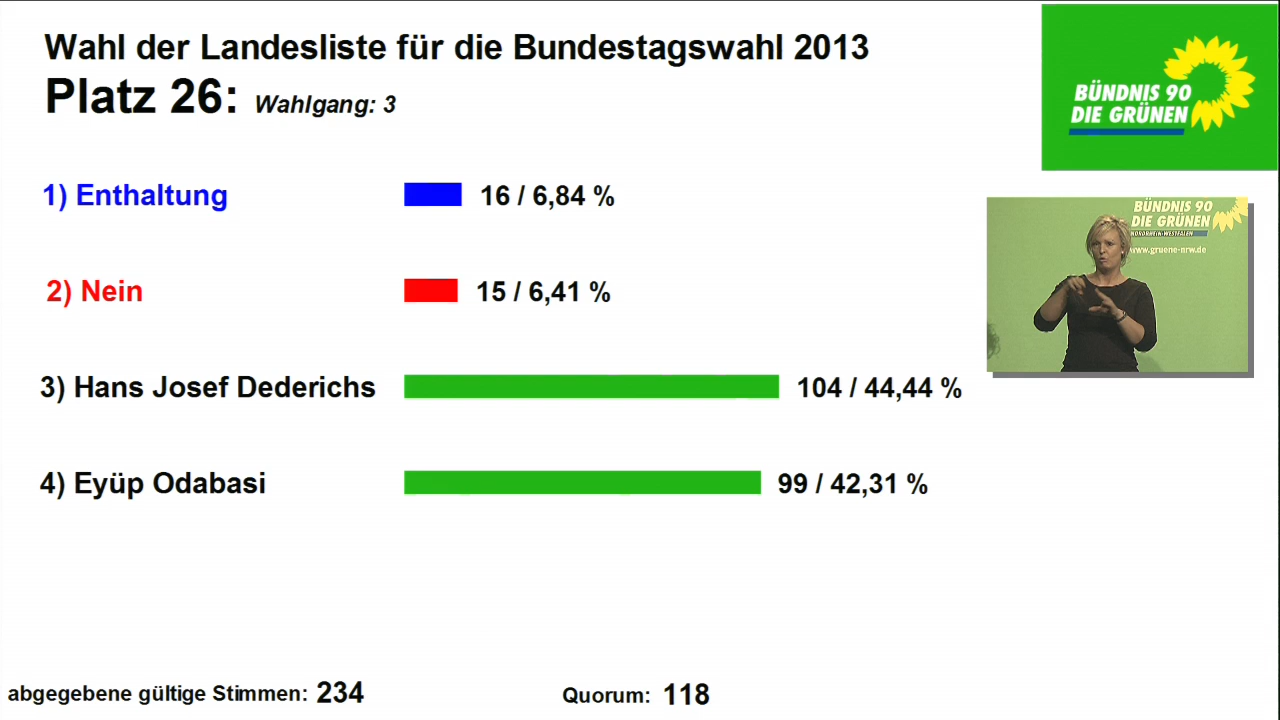 Wahl der Landesliste für die Bundestagswahl 2013
Platz 26: Wahlgang: 3
BÜNDNIS 90
DIE GRÜNEN
1) Enthaltung 16 / 6,84 %
BÜNDNIS 90
DIE GRÜNEN
NORDRHEIN-WESTFALEN
www.gruene-nrw.de
2) Nein 15 / 6,41 %
3) Hans Josef Dederichs 104 / 44,44 %
4) Eyüp Odabasi 99 / 42,31 %
abgegebene gültige Stimmen: 234 Quorum: 118